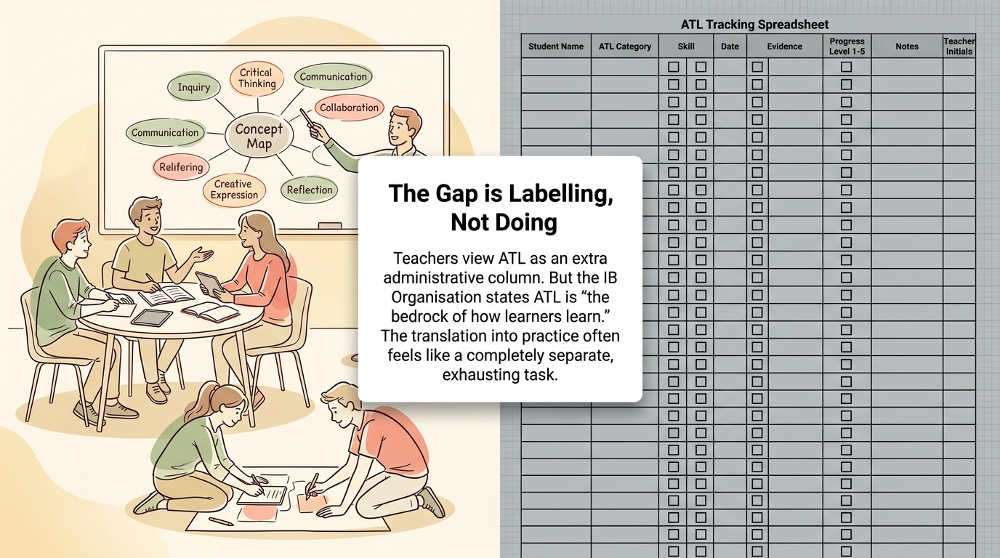 Critical
Thinking
Communication
Inquiry
Collaboration
Communication
Concept
Map
Relifering
Creative
Expression
Reflection
The Gap is Labelling,
Not Doing
Teachers view ATL as an extra
administrative column. But the IB
Organisation states ATL is “the
bedrock of how learners learn.”
The translation into practice often
feels like a completely separate,
exhausting task.
ATL Tracking Spreadsheet
Student Name
ATL Category
Skill
Date
Evidence
Progress
Level 1-5
Notes
Teacher
Initials